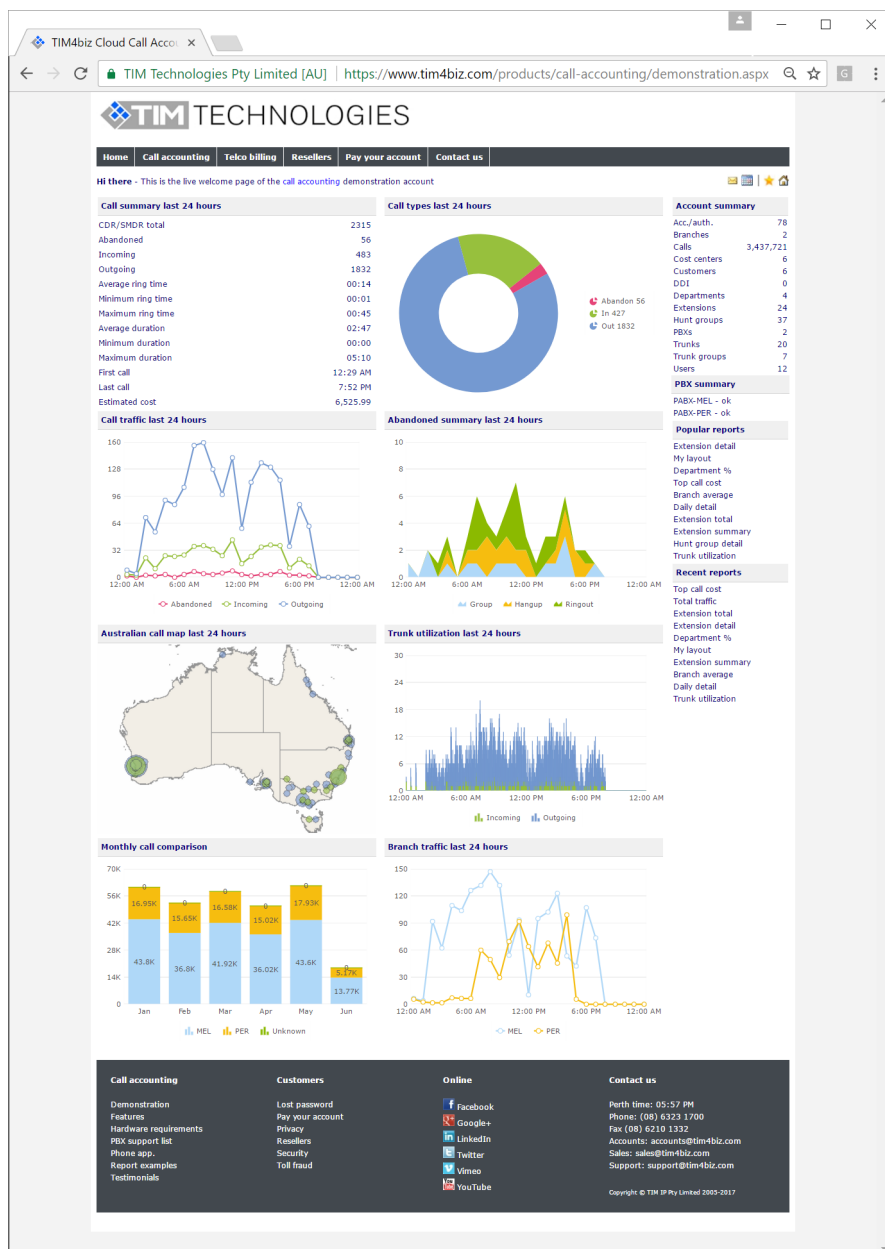 TIM4biz Cloud Call Accou
TIM Technologies Pty Limited [AU] | https://www.tim4biz.com/products/call-accounting/demonstration.aspx
G
TIM TECHNOLOGIES
Home Call accounting Telco billing Resellers Pay your account Contact us
Hi there - This is the live welcome page of the call accounting demonstration account
Call summary last 24 hours
CDR/SMDR total 2315
Abandoned 56
Incoming 483
Outgoing 1832
Average ring time 00:14
Minimum ring time 00:01
Maximum ring time 00:45
Average duration 02:47
Minimum duration 00:00
Maximum duration 05:10
First call 12:29 AM
Last call 7:52 PM
Estimated cost 6,525.99
Call types last 24 hours
Abandon 56
In 427
Out 1832
Account summary
Acc./auth. 78
Branches 2
Calls 3,437,721
Cost centers 6
Customers 6
DDI 0
Departments 4
Extensions 24
Hunt groups 37
PBXs 2
Trunks 20
Trunk groups 7
Users 12
PBX summary
PABX-MEL - ok
PABX-PER - ok
Popular reports
Extension detail
My layout
Department %
Top call cost
Branch average
Daily detail
Extension total
Extension summary
Hunt group detail
Trunk utilization
Recent reports
Top call cost
Total traffic
Extension total
Extension detail
Department %
My layout
Extension summary
Branch average
Daily detail
Trunk utilization
Call traffic last 24 hours
160
128
96
64
32
0
12:00 AM 6:00 AM 12:00 PM 6:00 PM 12:00 AM
Abandoned Incoming Outgoing
Abandoned summary last 24 hours
10
8
6
4
2
0
12:00 AM 6:00 AM 12:00 PM 6:00 PM 12:00 AM
Group Hangup Ringout
Australian call map last 24 hours
Trunk utilization last 24 hours
30
24
18
12
6
0
12:00 AM 6:00 AM 12:00 PM 6:00 PM 12:00 AM
Incoming Outgoing
Monthly call comparison
70K
56K
42K
28K
14K
0
0 0 0 0 0 0
16.95K 15.65K 16.58K 15.02K 17.93K 5.17K
43.8K 36.8K 41.92K 36.02K 43.6K 13.77K
Jan Feb Mar Apr May Jun
MEL PER Unknown
Branch traffic last 24 hours
150
120
90
60
30
0
12:00 AM 6:00 AM 12:00 PM 6:00 PM 12:00 AM
MEL PER
Call accounting
Demonstration
Features
Hardware requirements
PBX support list
Phone app.
Report examples
Testimonials
Customers
Lost password
Pay your account
Privacy
Resellers
Security
Toll fraud
Online
Facebook
Google+
LinkedIn
Twitter
Vimeo
YouTube
Contact us
Perth time: 05:57 PM
Phone: (08) 6323 1700
Fax (08) 6210 1332
Accounts: accounts@tim4biz.com
Sales: sales@tim4biz.com
Support: support@tim4biz.com
Copyright © TIM IP Pty Limited 2005-2017